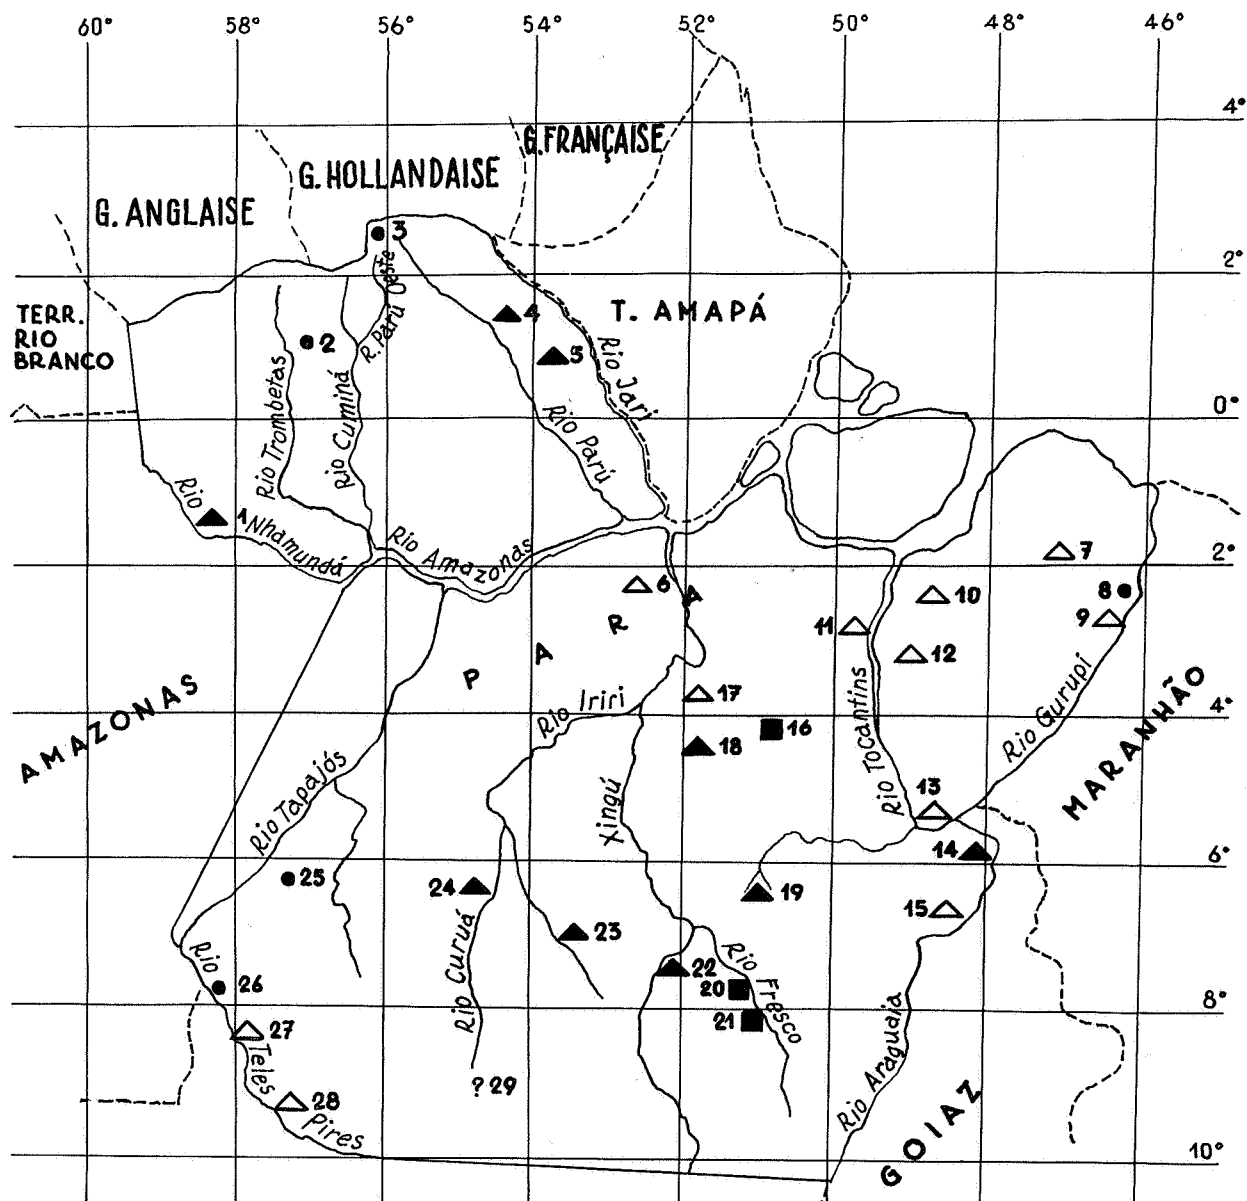 60° 58° 56° 54° 52° 50° 48° 46°
4°
G. FRANÇAISE
G. HOLLANDAISE
G. ANGLAISE
3
2°
TERR.
RIO
BRANCO
T. AMAPÁ
4
5
2
R. Parú Oeste
Rio Jari
Rio Trombetas
Rio Cuminá
Rio Parú
0°
Rio Nhamundá
1
Rio Amazonas
2°
7
6
8
9
10
11
12
PARA
AMAZONAS
MARANHÃO
Rio Iriri
17
16
18
4°
Rio Tocantins
Rio Gurupi
Rio Tapajós
Xingú
13
14
6°
25
24
19
15
23
Rio Curuá
22
20
21
Rio Fresco
Rio Teles Pires
26
27
28
8°
?29
Rio Araguaia
GOIAZ
10°